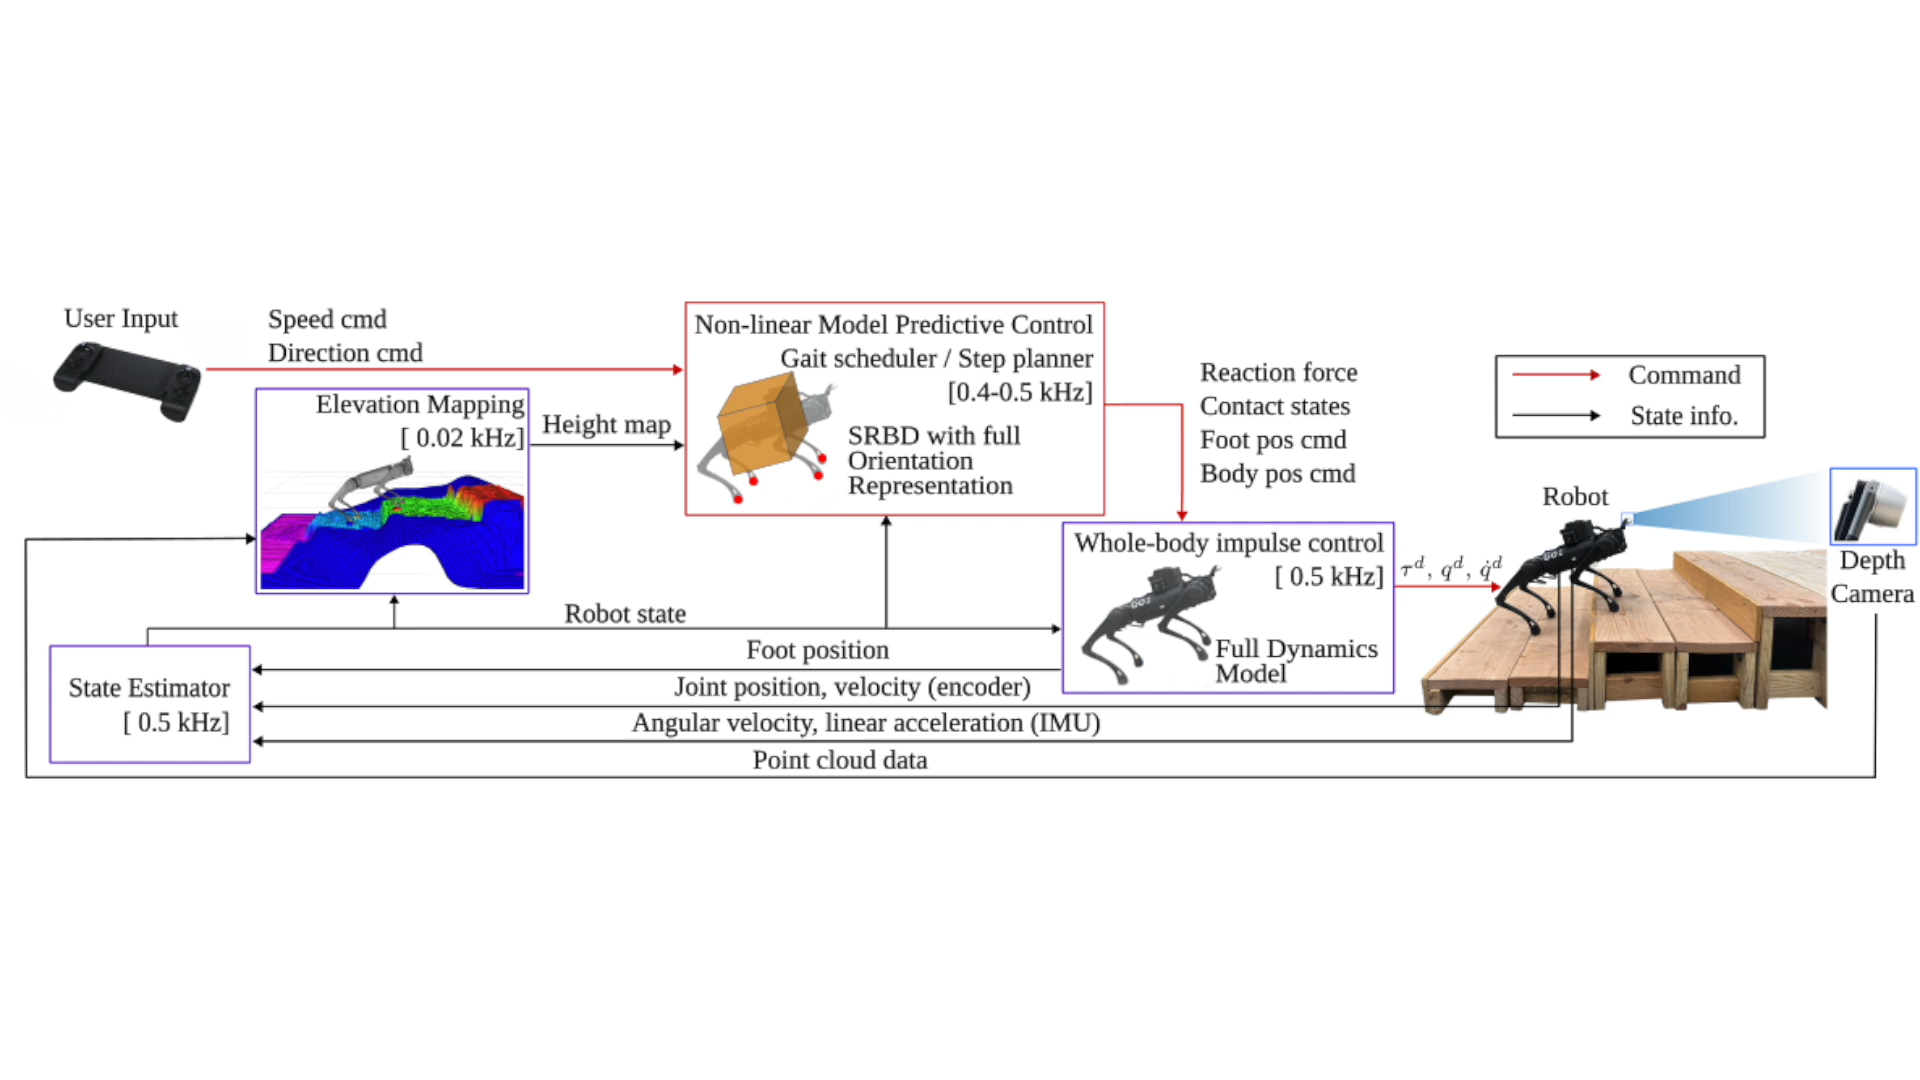 User Input
Speed cmd
Direction cmd
Elevation Mapping
[ 0.02 kHz]
Height map
Non-linear Model Predictive Control
Gait scheduler / Step planner
[0.4-0.5 kHz]
SRBD with full
Orientation
Representation
Reaction force
Contact states
Foot pos cmd
Body pos cmd
Command
State info.
Whole-body impulse control
[ 0.5 kHz]
Full Dynamics
Model
τᵈ, qᵈ, q̇ᵈ
Robot
Depth
Camera
Robot state
Foot position
Joint position, velocity (encoder)
Angular velocity, linear acceleration (IMU)
Point cloud data
State Estimator
[ 0.5 kHz]